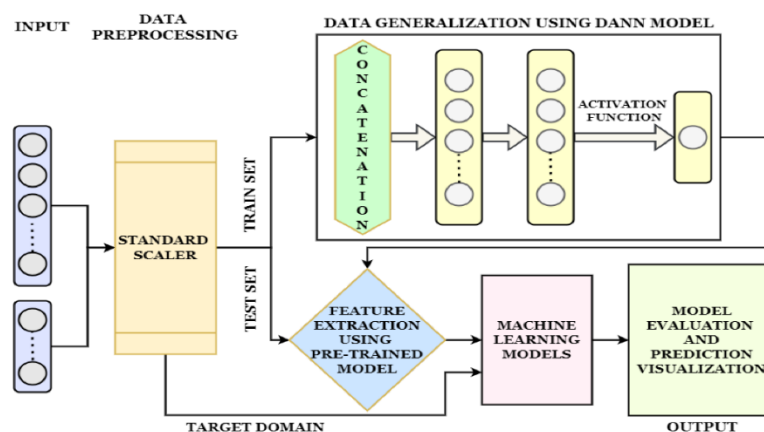 INPUT
DATA
PREPROCESSING
DATA GENERALIZATION USING DANN MODEL
CONCATENATION
ACTIVATION
FUNCTION
STANDARD
SCALER
TRAIN SET
TEST SET
FEATURE
EXTRACTION
USING
PRE-TRAINED
MODEL
MACHINE
LEARNING
MODELS
MODEL
EVALUATION
AND
PREDICTION
VISUALIZATION
TARGET DOMAIN
OUTPUT